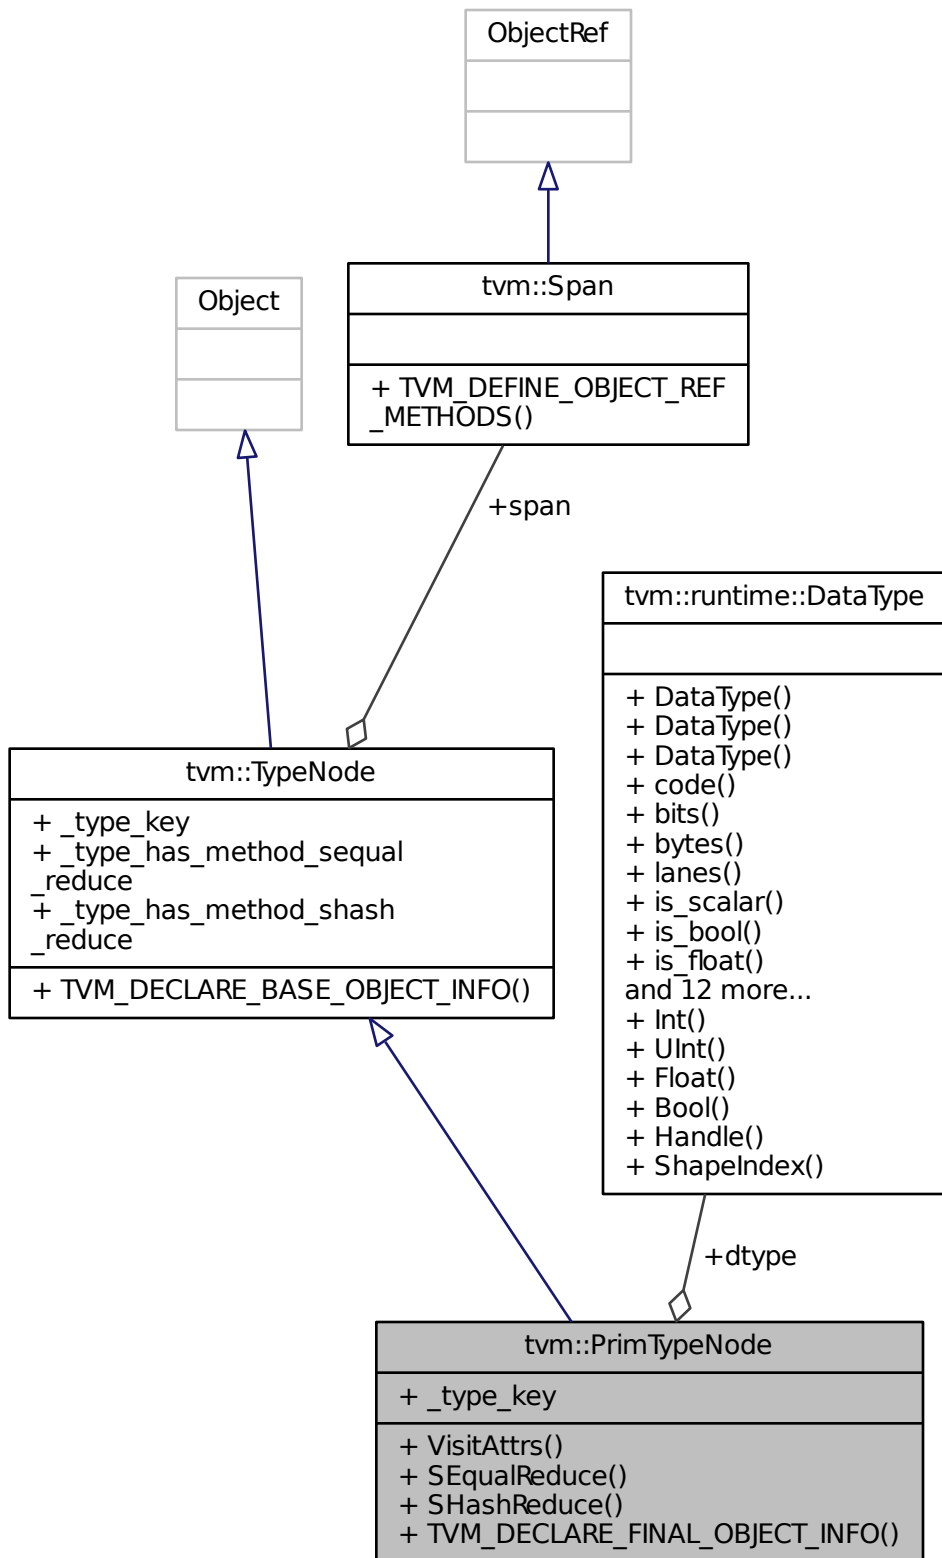 ObjectRef
tvm::Span
+ TVM_DEFINE_OBJECT_REF
_METHODS()
Object
+span
tvm::runtime::DataType
+ DataType()
+ DataType()
+ DataType()
+ code()
+ bits()
+ bytes()
+ lanes()
+ is_scalar()
+ is_bool()
+ is_float()
and 12 more...
+ Int()
+ UInt()
+ Float()
+ Bool()
+ Handle()
+ ShapeIndex()
tvm::TypeNode
+ _type_key
+ _type_has_method_sequal
_reduce
+ _type_has_method_shash
_reduce
+ TVM_DECLARE_BASE_OBJECT_INFO()
+dtype
tvm::PrimTypeNode
+ _type_key
+ VisitAttrs()
+ SEqualReduce()
+ SHashReduce()
+ TVM_DECLARE_FINAL_OBJECT_INFO()